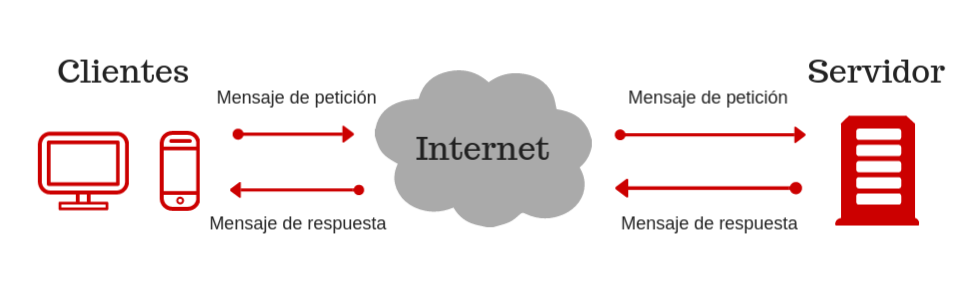 Clientes
Servidor
Mensaje de petición
Mensaje de petición
Internet
Mensaje de respuesta
Mensaje de respuesta